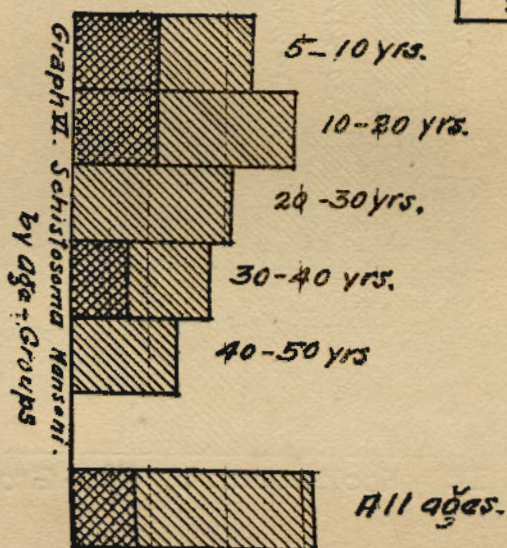 5-10 yrs.
10-20 yrs.
20-30 yrs.
30-40 yrs.
40-50 yrs
All ages.
Graph VI. Schistosoma Mansoni.
by Age-Groups